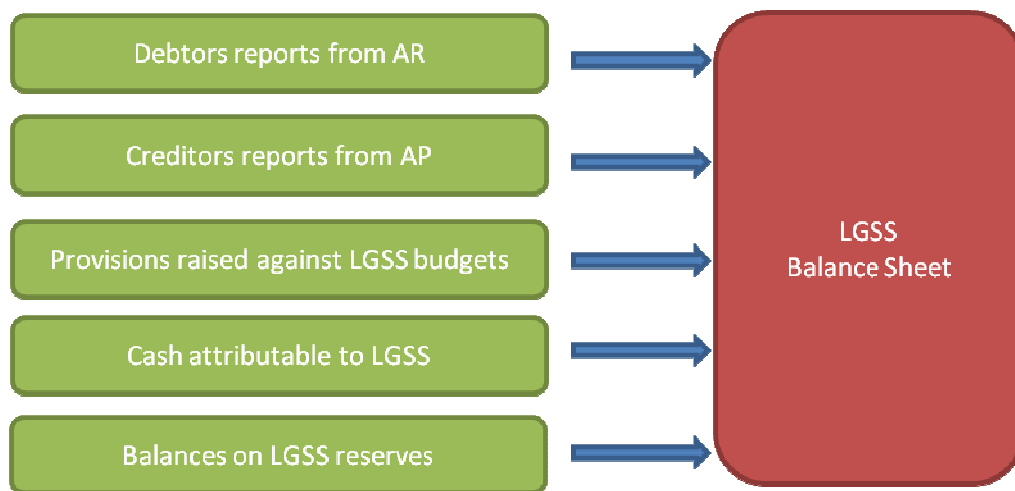 Debtors reports from AR
Creditors reports from AP
Provisions raised against LGSS budgets
Cash attributable to LGSS
Balances on LGSS reserves
LGSS
Balance Sheet